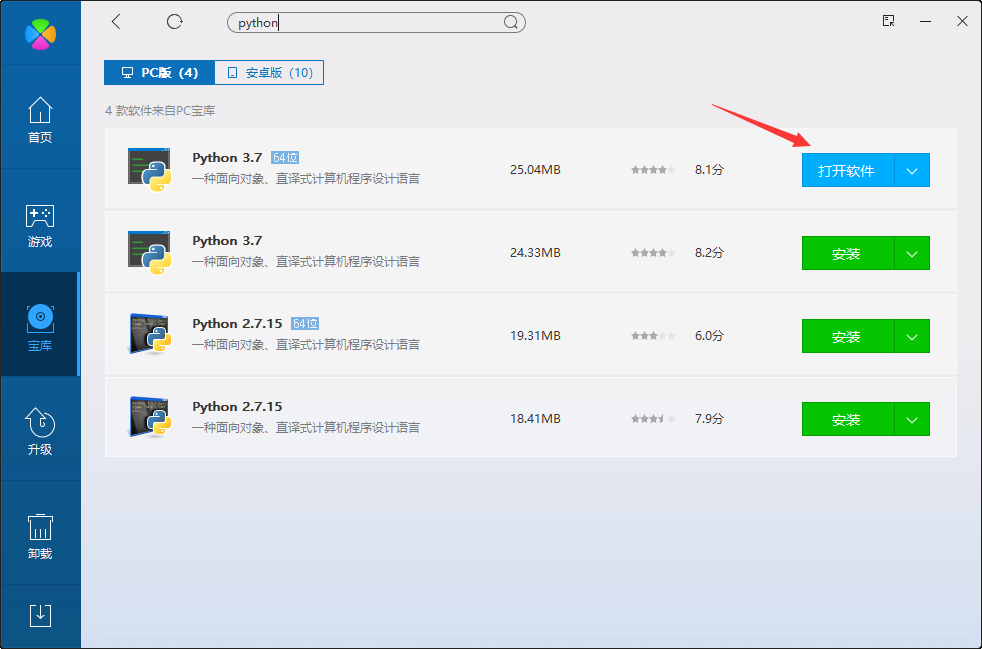 python
PC版 (4)
安卓版 (10)
4 款软件来自PC宝库
首页
游戏
宝库
升级
卸载
Python 3.7 64位
一种面向对象、直译式计算机程序设计语言
25.04MB
8.1分
打开软件
Python 3.7
一种面向对象、直译式计算机程序设计语言
24.33MB
8.2分
安装
Python 2.7.15 64位
一种面向对象、直译式计算机程序设计语言
19.31MB
6.0分
安装
Python 2.7.15
一种面向对象、直译式计算机程序设计语言
18.41MB
7.9分
安装